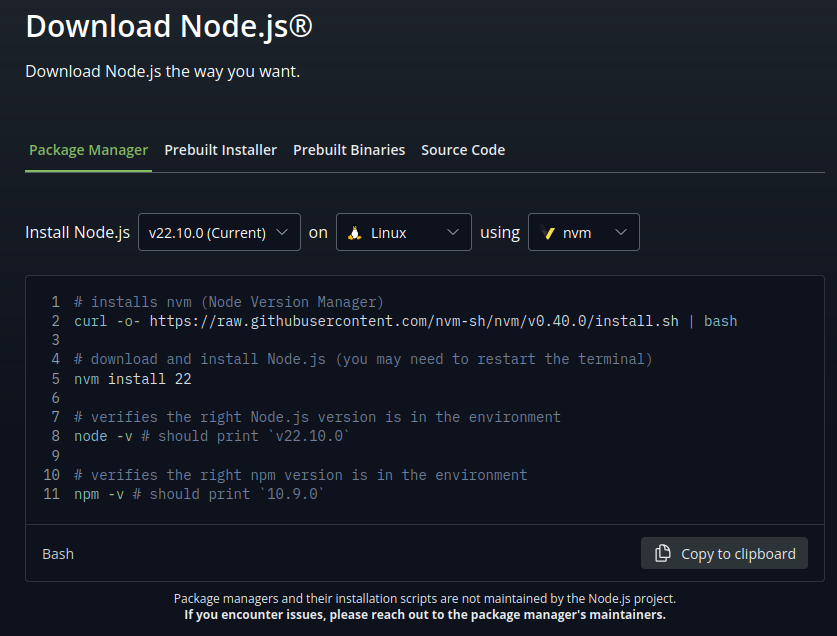 Download Node.js®
Download Node.js the way you want.
Package Manager Prebuilt Installer Prebuilt Binaries Source Code
Install Node.js v22.10.0 (Current) on Linux using nvm
1 # installs nvm (Node Version Manager)
2 curl -o- https://raw.githubusercontent.com/nvm-sh/nvm/v0.40.0/install.sh | bash
3
4 # download and install Node.js (you may need to restart the terminal)
5 nvm install 22
6
7 # verifies the right Node.js version is in the environment
8 node -v # should print `v22.10.0`
9
10 # verifies the right npm version is in the environment
11 npm -v # should print `10.9.0`
Bash Copy to clipboard
Package managers and their installation scripts are not maintained by the Node.js project.
If you encounter issues, please reach out to the package manager's maintainers.